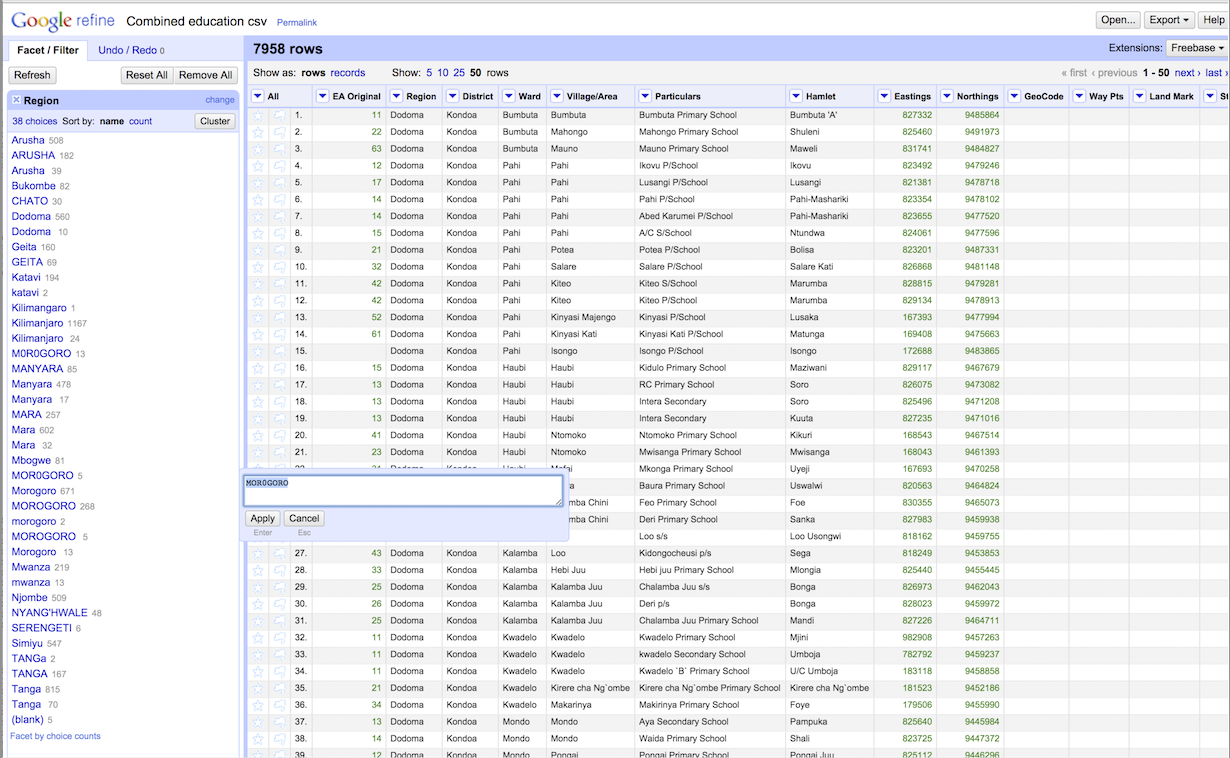 Google refine Combined education csv Permalink Open... Export Help
Facet / Filter Undo / Redo 0 7958 rows Extensions: Freebase
Refresh Reset All Remove All Show as: rows records Show: 5 10 25 50 rows « first ‹ previous 1 - 50 next › last »
Region change
38 choices Sort by: name count Cluster
Arusha 508
ARUSHA 182
Arusha 39
Bukombe 82
CHATO 30
Dodoma 560
Dodoma 10
Geita 160
GEITA 69
Katavi 194
katavi 2
Kilimangaro 1
Kilimanjaro 1167
Kilimanjaro 24
M0R0GORO 13
MANYARA 85
Manyara 478
Manyara 17
MARA 257
Mara 602
Mara 32
Mbogwe 81
MOR0GORO 5
Morogoro 671
MOROGORO 268
morogoro 2
MOROGORO 5
Morogoro 13
Mwanza 219
mwanza 13
Njombe 509
NYANG'HWALE 48
SERENGETI 6
Simiyu 547
TANGa 2
TANGA 167
Tanga 815
Tanga 70
(blank) 5
Facet by choice counts
All EA Original Region District Ward Village/Area Particulars Hamlet Eastings Northings GeoCode Way Pts Land Mark St
1. 11 Dodoma Kondoa Bumbuta Bumbuta Bumbuta Primary School Bumbuta 'A' 827332 9485864
2. 22 Dodoma Kondoa Bumbuta Mahongo Mahongo Primary School Shuleni 825460 9491973
3. 63 Dodoma Kondoa Bumbuta Mauno Mauno Primary School Maweli 831741 9484827
4. 12 Dodoma Kondoa Pahi Pahi Ikovu P/School Ikovu 823492 9479246
5. 17 Dodoma Kondoa Pahi Pahi Lusangi P/School Lusangi 821381 9478718
6. 14 Dodoma Kondoa Pahi Pahi Pahi P/School Pahi-Mashariki 823354 9478102
7. 14 Dodoma Kondoa Pahi Pahi Abed Karumei P/School Pahi-Mashariki 823655 9477520
8. 15 Dodoma Kondoa Pahi Pahi A/C S/School Ntundwa 824061 9477596
9. 21 Dodoma Kondoa Pahi Potea Potea P/School Bolisa 823201 9487331
10. 32 Dodoma Kondoa Pahi Salare Salare P/School Salare Kati 826868 9481148
11. 42 Dodoma Kondoa Pahi Kiteo Kiteo S/School Marumba 828815 9479281
12. 42 Dodoma Kondoa Pahi Kiteo Kiteo P/School Marumba 829134 9478913
13. 52 Dodoma Kondoa Pahi Kinyasi Majengo Kinyasi P/School Lusaka 167393 9477994
14. 61 Dodoma Kondoa Pahi Kinyasi Kati Kinyasi Kati P/School Matunga 169408 9475663
15. Dodoma Kondoa Pahi Isongo Isongo P/School Isongo 172688 9483865
16. 15 Dodoma Kondoa Haubi Haubi Kidulo Primary School Maziwani 829117 9467679
17. 13 Dodoma Kondoa Haubi Haubi RC Primary School Soro 826075 9473082
18. 13 Dodoma Kondoa Haubi Haubi Intera Secondary Soro 825496 9471208
19. 13 Dodoma Kondoa Haubi Haubi Intera Secondary Kuuta 827235 9471016
20. 41 Dodoma Kondoa Haubi Ntomoko Ntomoko Primary School Kikuri 168543 9467514
21. 23 Dodoma Kondoa Haubi Ntomoko Mwisanga Primary School Mwisanga 168043 9461393
Mkonga Primary School Uyeji 167693 9470258
MOR0GORO Baura Primary School Uswalwi 820563 9464824
mba Chini Feo Primary School Foe 830355 9465073
Apply Cancel mba Chini Deri Primary School Sanka 827983 9459938
Enter Esc Loo s/s Loo Usongwi 818162 9459755
27. 43 Dodoma Kondoa Kalamba Loo Kidongocheusi p/s Sega 818249 9453853
28. 33 Dodoma Kondoa Kalamba Hebi Juu Hebi juu Primary School Mlongia 825440 9455445
29. 25 Dodoma Kondoa Kalamba Kalamba Juu Chalamba Juu s/s Bonga 826973 9462043
30. 26 Dodoma Kondoa Kalamba Kalamba Juu Deri p/s Bonga 828023 9459972
31. 25 Dodoma Kondoa Kalamba Kalamba Juu Chalamba Juu Primary School Mandi 827226 9464711
32. 11 Dodoma Kondoa Kwadelo Kwadelo Kwadelo Primary School Mjini 982908 9457263
33. 11 Dodoma Kondoa Kwadelo Kwadelo kwadelo Secondary School Umboja 782792 9459237
34. 11 Dodoma Kondoa Kwadelo Kwadelo Kwadelo `B` Primary School U/C Umboja 183118 9458858
35. 21 Dodoma Kondoa Kwadelo Kirere cha Ng`ombe Kirere cha Ng`ombe Primary School Kirere cha Ng`ombe 181523 9452186
36. 34 Dodoma Kondoa Kwadelo Makarinya Makirinya Primary School Foye 179506 9455990
37. 13 Dodoma Kondoa Mondo Mondo Aya Secondary School Pampuka 825640 9445984
38. 14 Dodoma Kondoa Mondo Mondo Waida Primary School Shali 823725 9447372
39. 12 Dodoma Kondoa Mondo Pongai Pongai Primary School Pongai Juu 825112 9446296